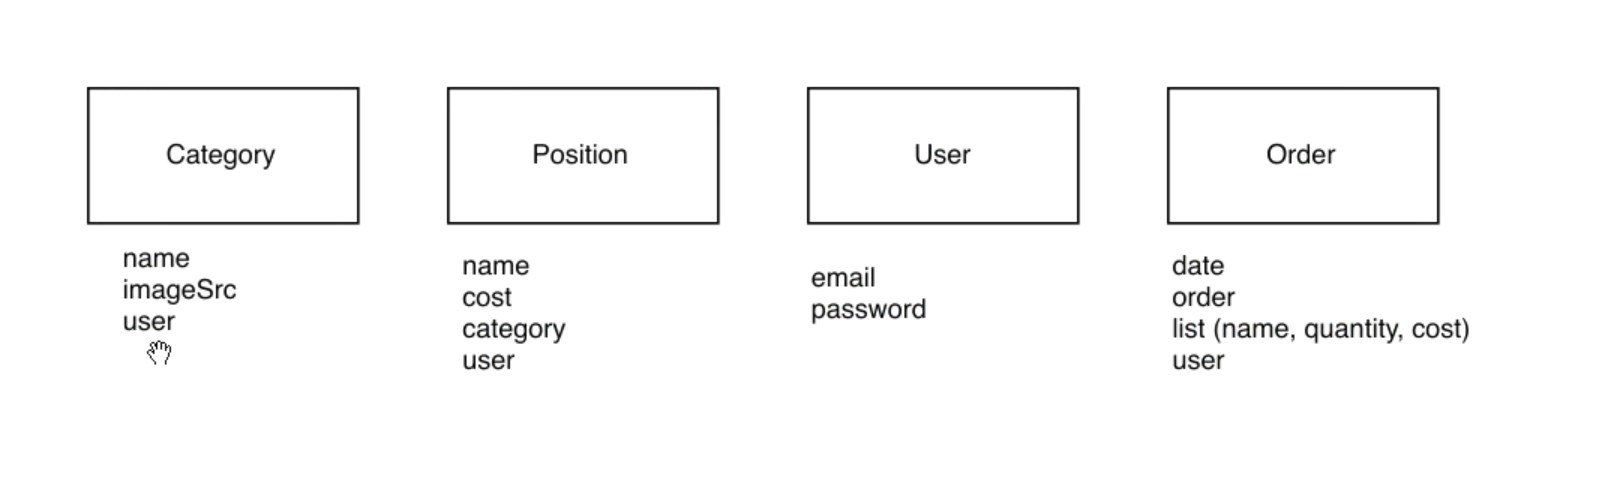 Category
name
imageSrc
user
Position
name
cost
category
user
User
email
password
Order
date
order
list (name, quantity, cost)
user